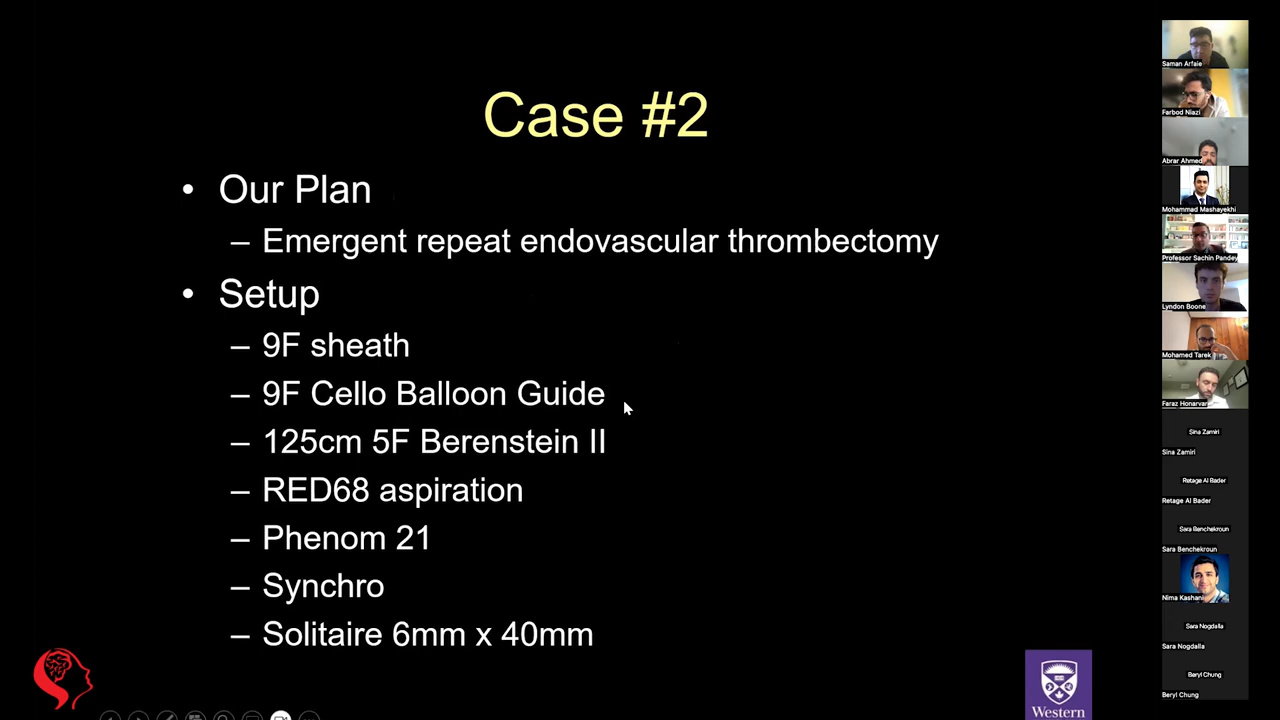 Case #2
• Our Plan
– Emergent repeat endovascular thrombectomy
• Setup
– 9F sheath
– 9F Cello Balloon Guide
– 125cm 5F Berenstein II
– RED68 aspiration
– Phenom 21
– Synchro
– Solitaire 6mm x 40mm
Western
Saman Arfaie
Farbod Niazi
Abrar Ahmed
Mohammad Mashayekhi
Professor Sachin Pandey
Lyndon Boone
Mohamed Tarek
Faraz Honarvar
Sina Zamiri
Sina Zamiri
Retage Al Bader
Retage Al Bader
Sara Benchekroun
Sara Benchekroun
Nima Kashani
Sara Nogdalla
Sara Nogdalla
Beryl Chung
Beryl Chung